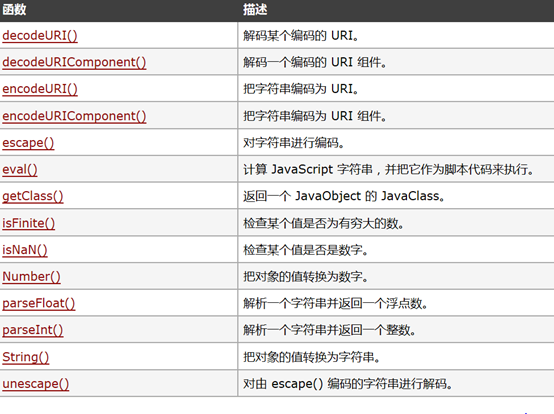 函数 描述
decodeURI() 解码某个编码的 URI。
decodeURIComponent() 解码一个编码的 URI 组件。
encodeURI() 把字符串编码为 URI。
encodeURIComponent() 把字符串编码为 URI 组件。
escape() 对字符串进行编码。
eval() 计算 JavaScript 字符串，并把它作为脚本代码来执行。
getClass() 返回一个 JavaObject 的 JavaClass。
isFinite() 检查某个值是否为有穷大的数。
isNaN() 检查某个值是否是数字。
Number() 把对象的值转换为数字。
parseFloat() 解析一个字符串并返回一个浮点数。
parseInt() 解析一个字符串并返回一个整数。
String() 把对象的值转换为字符串。
unescape() 对由 escape() 编码的字符串进行解码。